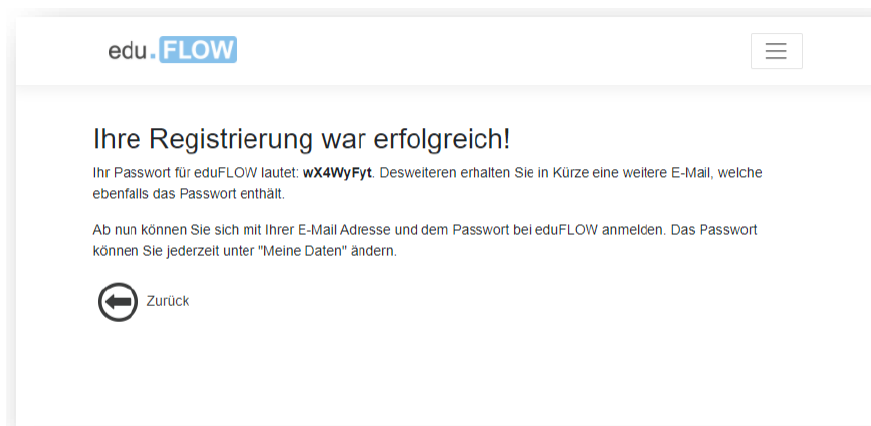 edu.FLOW
Ihre Registrierung war erfolgreich!
Ihr Passwort für eduFLOW lautet: wX4WyFyt. Desweiteren erhalten Sie in Kürze eine weitere E-Mail, welche
ebenfalls das Passwort enthält.
Ab nun können Sie sich mit Ihrer E-Mail Adresse und dem Passwort bei eduFLOW anmelden. Das Passwort
können Sie jederzeit unter "Meine Daten" ändern.
Zurück